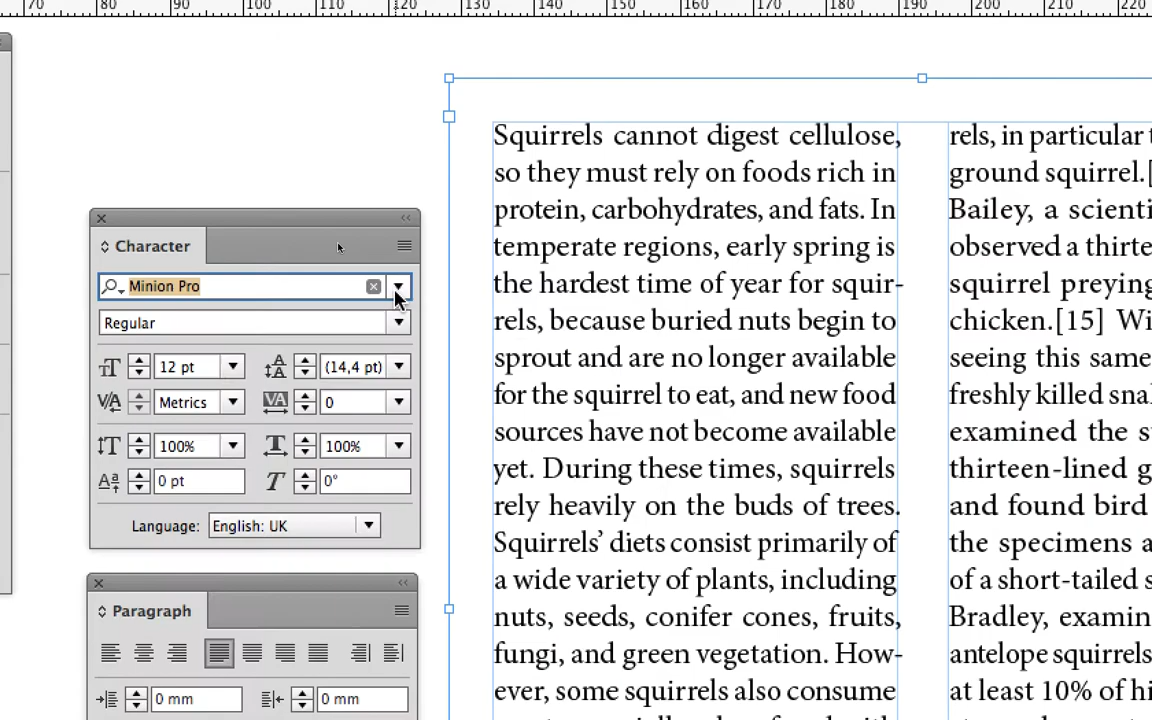 70 80 90 100 110 120 130 140 150 160 170 180 190 200 210 220
Character
Minion Pro
Regular
12 pt (14,4 pt)
Metrics 0
100% 100%
0 pt 0°
Language: English: UK
Paragraph
0 mm 0 mm
Squirrels cannot digest cellulose,
so they must rely on foods rich in
protein, carbohydrates, and fats. In
temperate regions, early spring is
the hardest time of year for squir-
rels, because buried nuts begin to
sprout and are no longer available
for the squirrel to eat, and new food
sources have not become available
yet. During these times, squirrels
rely heavily on the buds of trees.
Squirrels’ diets consist primarily of
a wide variety of plants, including
nuts, seeds, conifer cones, fruits,
fungi, and green vegetation. How-
ever, some squirrels also consume
rels, in particular
ground squirrel.[
Bailey, a scienti
observed a thirte
squirrel preying
chicken.[15] Wi
seeing this same
freshly killed sna
examined the s
thirteen-lined g
and found bird
the specimens a
of a short-tailed s
Bradley, examin
antelope squirrels
at least 10% of hi